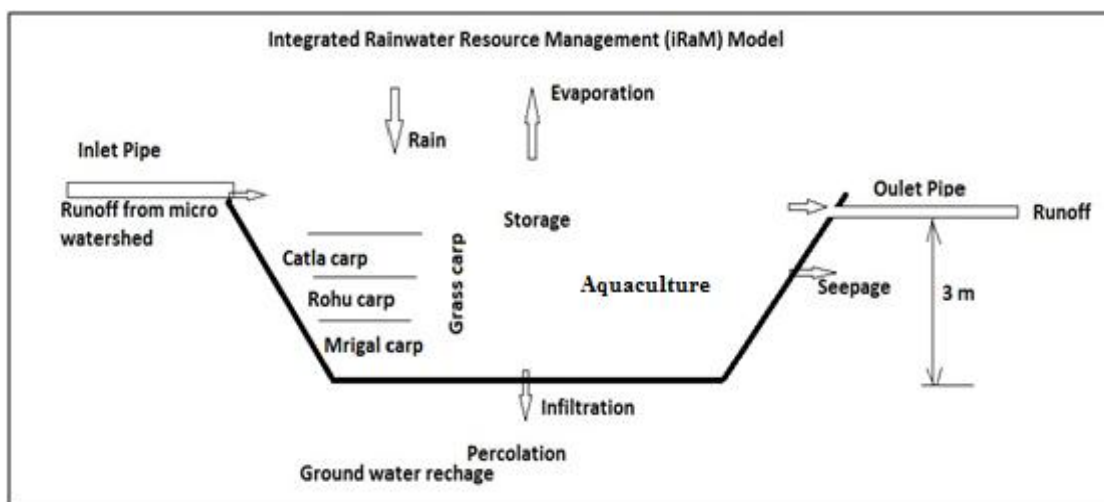 Integrated Rainwater Resource Management (iRaM) Model
Evaporation
Rain
Inlet Pipe
Runoff from micro
watershed
Oulet Pipe
Runoff
Storage
Catla carp
Rohu carp
Mrigal carp
Grass carp
Aquaculture
Seepage
3 m
Infiltration
Percolation
Ground water rechage